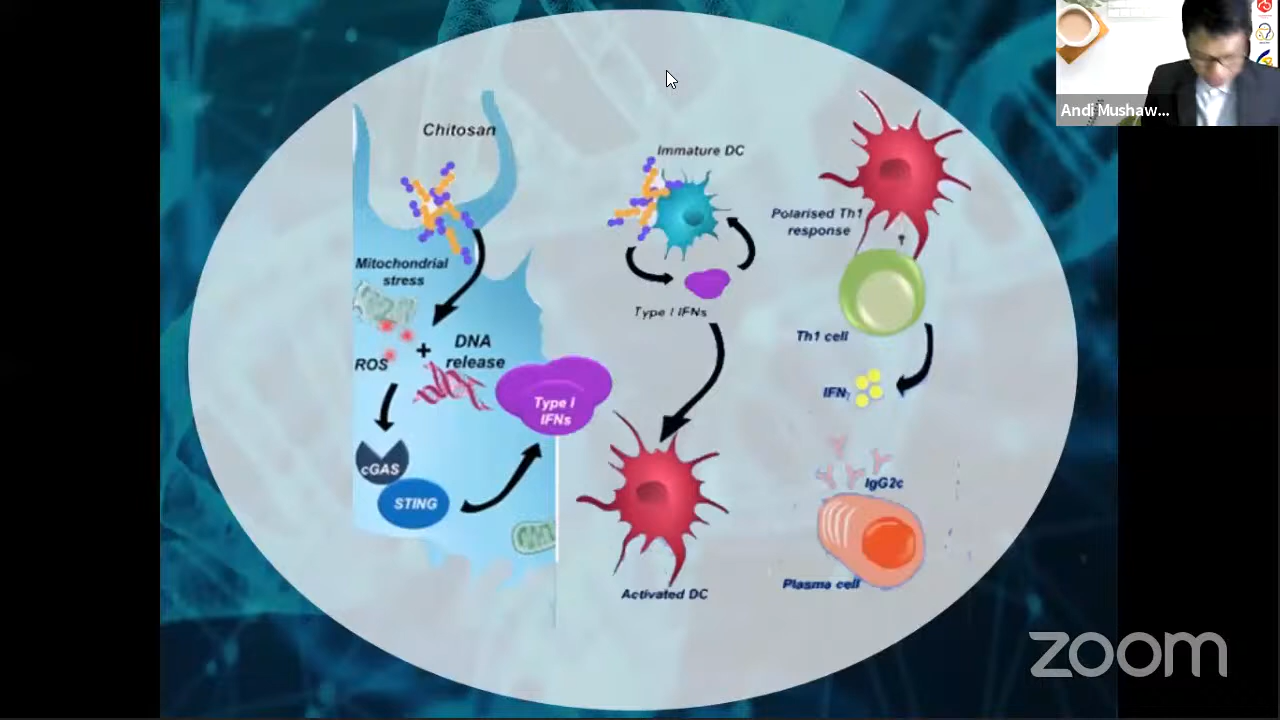 Chitosan
Mitochondrial
stress
ROS
+
DNA
release
cGAS
STING
Type I
IFNs
Immature DC
Type I IFNs
Activated DC
Polarised Th1
response
Th1 cell
IFNγ
IgG2c
Plasma cell
Andi Mushaw...
zoom